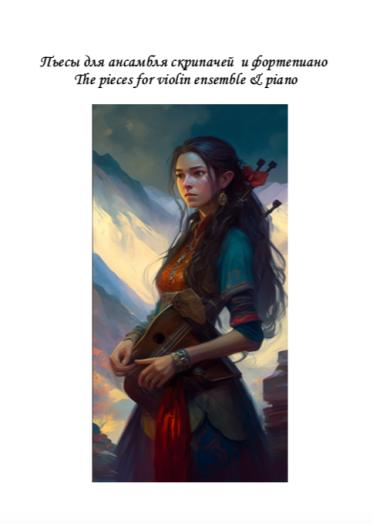 Пьесы для ансамбля скрипачей и фортепиано
The pieces for violin ensemble & piano